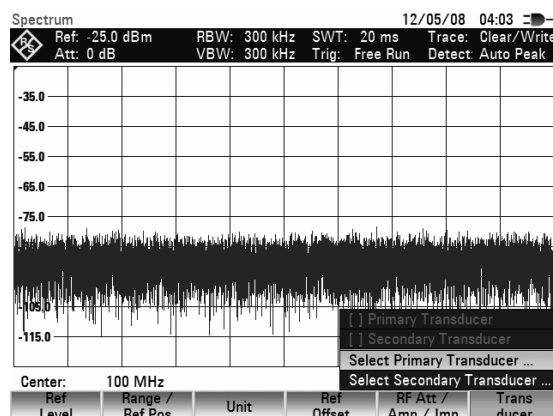 Spectrum 12/05/08 04:03
Ref: -25.0 dBm RBW: 300 kHz SWT: 20 ms Trace: Clear/Write
Att: 0 dB VBW: 300 kHz Trig: Free Run Detect: Auto Peak
-35.0
-45.0
-55.0
-65.0
-75.0
-105.0
-115.0
[ ] Primary Transducer
[ ] Secondary Transducer
Select Primary Transducer ...
Select Secondary Transducer ...
Center: 100 MHz
Ref Level
Range / Ref Pos
Unit
Ref Offset
RF Att / Amp / Imp
Trans ducer